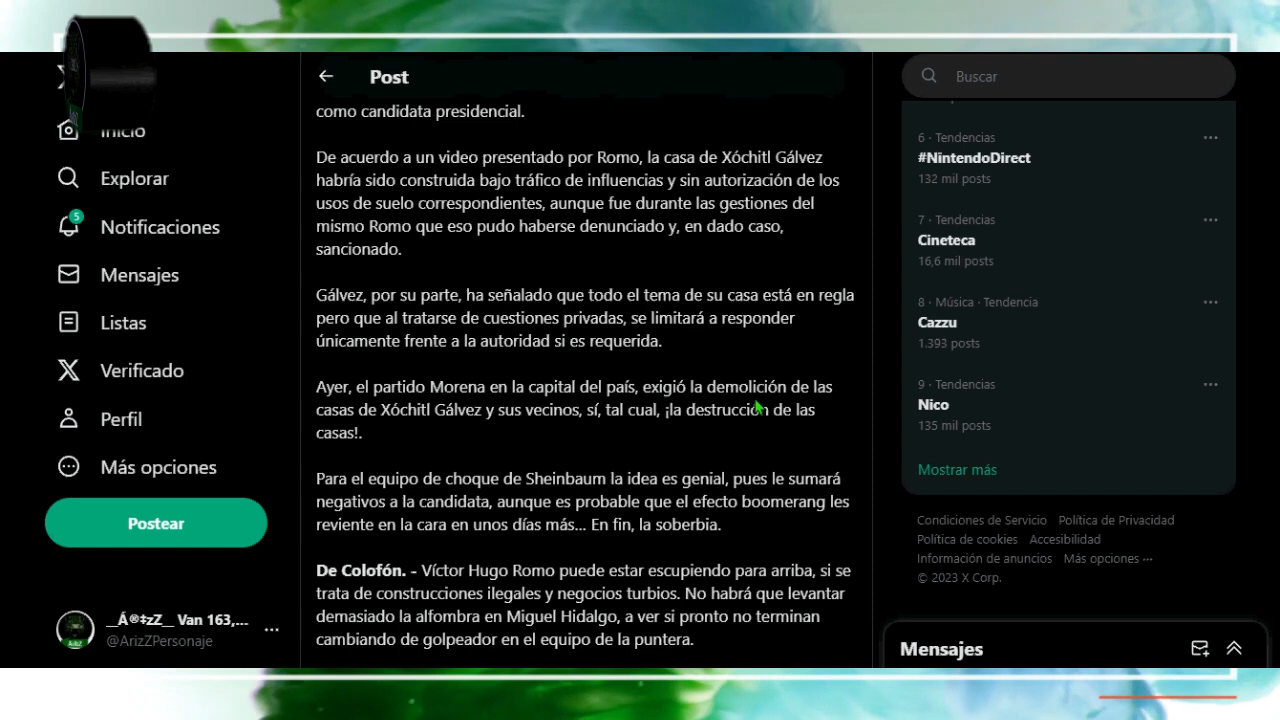 Inicio
Explorar
5
Notificaciones
Mensajes
Listas
Verificado
Perfil
Más opciones
Postear
__Á®‡zZ__ Van 163,...
@ArizZPersonaje
Post
como candidata presidencial.
De acuerdo a un video presentado por Romo, la casa de Xóchitl Gálvez
habría sido construida bajo tráfico de influencias y sin autorización de los
usos de suelo correspondientes, aunque fue durante las gestiones del
mismo Romo que eso pudo haberse denunciado y, en dado caso,
sancionado.
Gálvez, por su parte, ha señalado que todo el tema de su casa está en regla
pero que al tratarse de cuestiones privadas, se limitará a responder
únicamente frente a la autoridad si es requerida.
Ayer, el partido Morena en la capital del país, exigió la demolición de las
casas de Xóchitl Gálvez y sus vecinos, sí, tal cual, ¡la destrucción de las
casas!.
Para el equipo de choque de Sheinbaum la idea es genial, pues le sumará
negativos a la candidata, aunque es probable que el efecto boomerang les
reviente en la cara en unos días más... En fin, la soberbia.
De Colofón. - Víctor Hugo Romo puede estar escupiendo para arriba, si se
trata de construcciones ilegales y negocios turbios. No habrá que levantar
demasiado la alfombra en Miguel Hidalgo, a ver si pronto no terminan
cambiando de golpeador en el equipo de la puntera.
Buscar
6 · Tendencias
#NintendoDirect
132 mil posts
7 · Tendencias
Cineteca
16,6 mil posts
8 · Música · Tendencia
Cazzu
1.393 posts
9 · Tendencias
Nico
135 mil posts
Mostrar más
Condiciones de Servicio Política de Privacidad
Política de cookies Accesibilidad
Información de anuncios Más opciones ···
© 2023 X Corp.
Mensajes